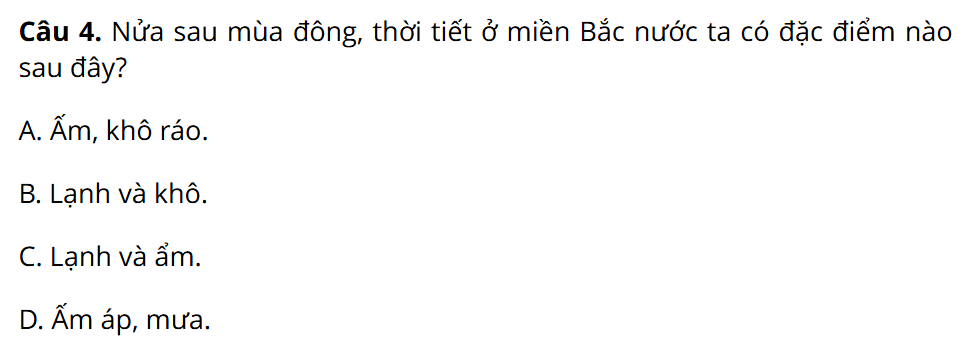 Câu 4. Nửa sau mùa đông, thời tiết ở miền Bắc nước ta có đặc điểm nào
sau đây?
A. Ấm, khô ráo.
B. Lạnh và khô.
C. Lạnh và ẩm.
D. Ấm áp, mưa.